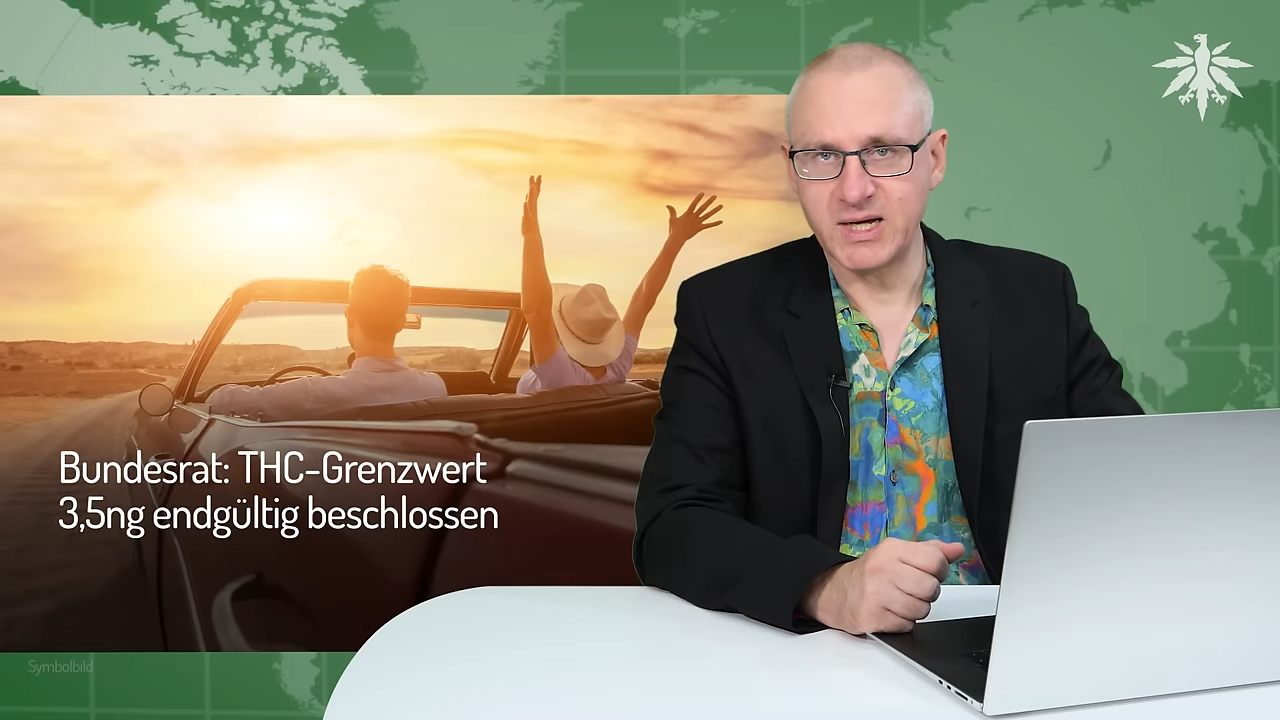 Bundesrat: THC-Grenzwert
3,5ng endgültig beschlossen
Symbolbild